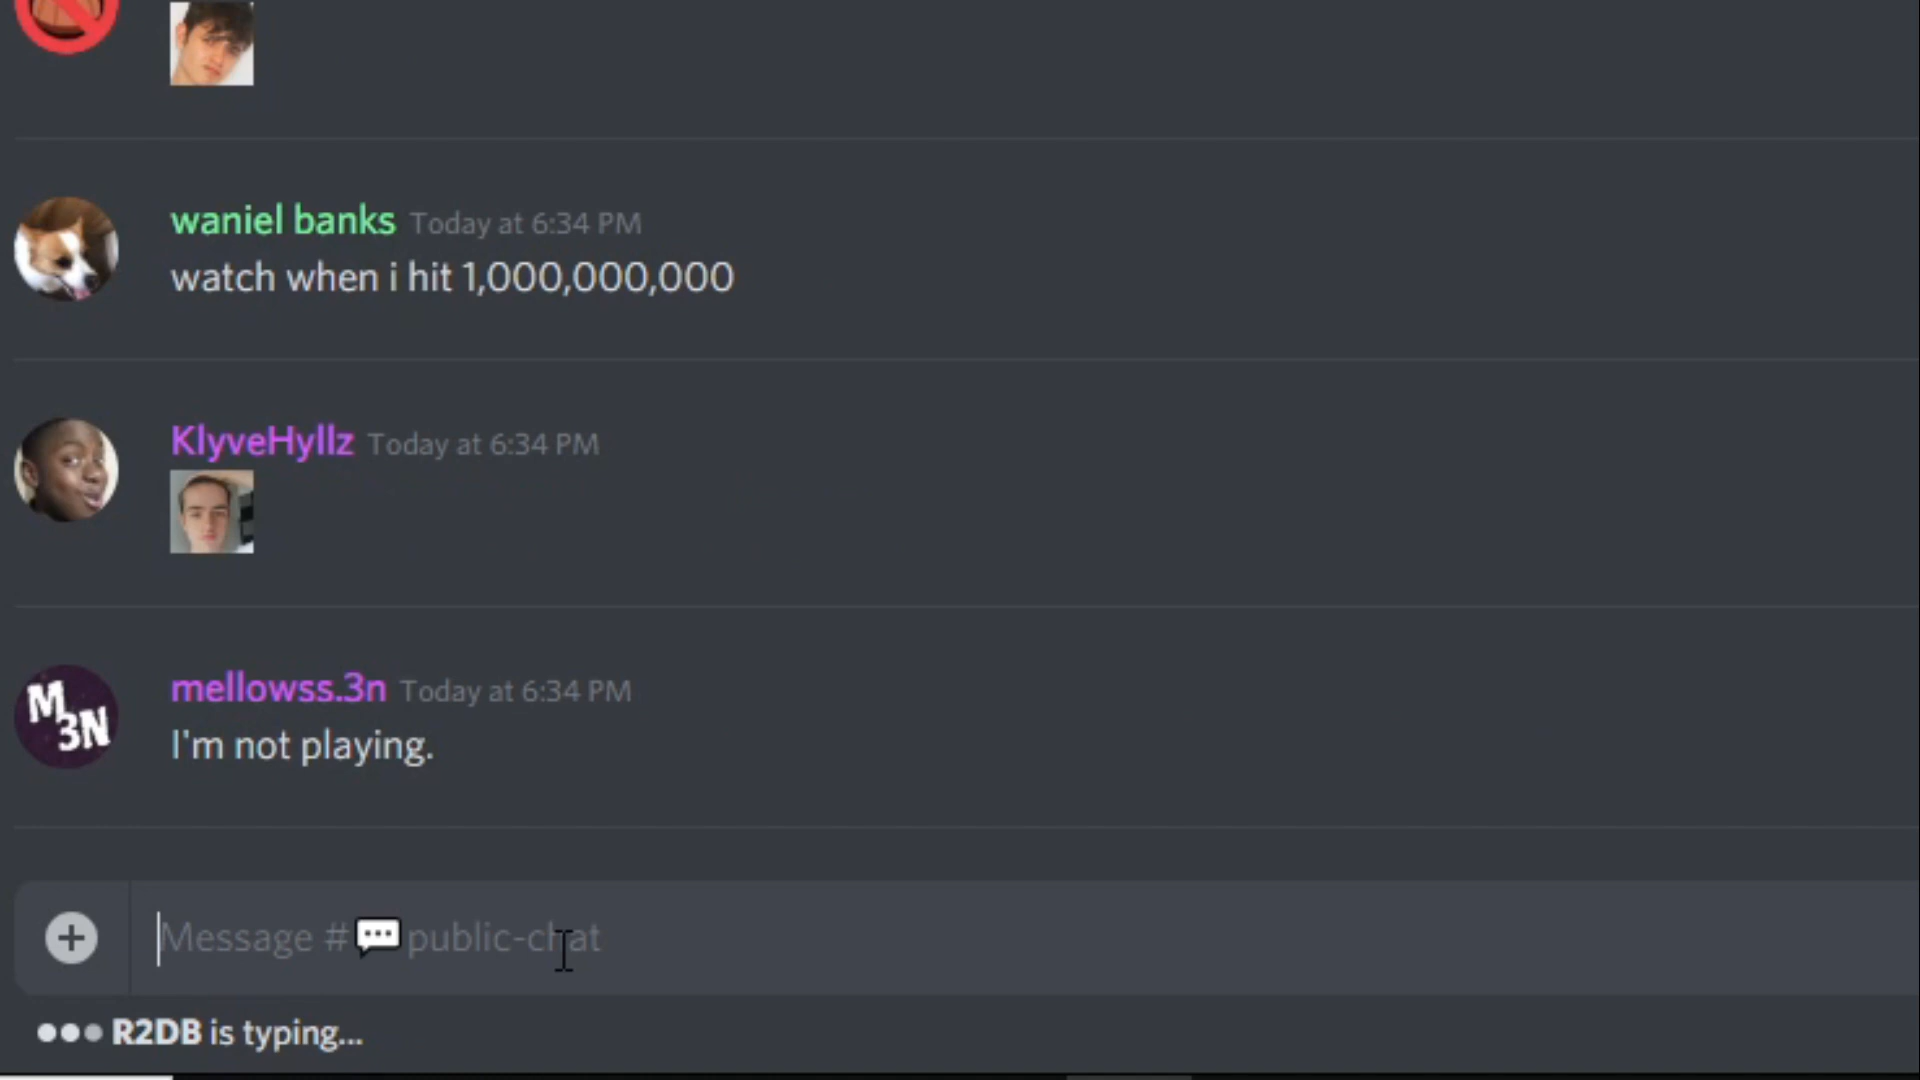 waniel banks Today at 6:34 PM
watch when i hit 1,000,000,000
KlyveHyllz Today at 6:34 PM
M
3N
mellowss.3n Today at 6:34 PM
I'm not playing.
Message #💬public-chat
R2DB is typing...